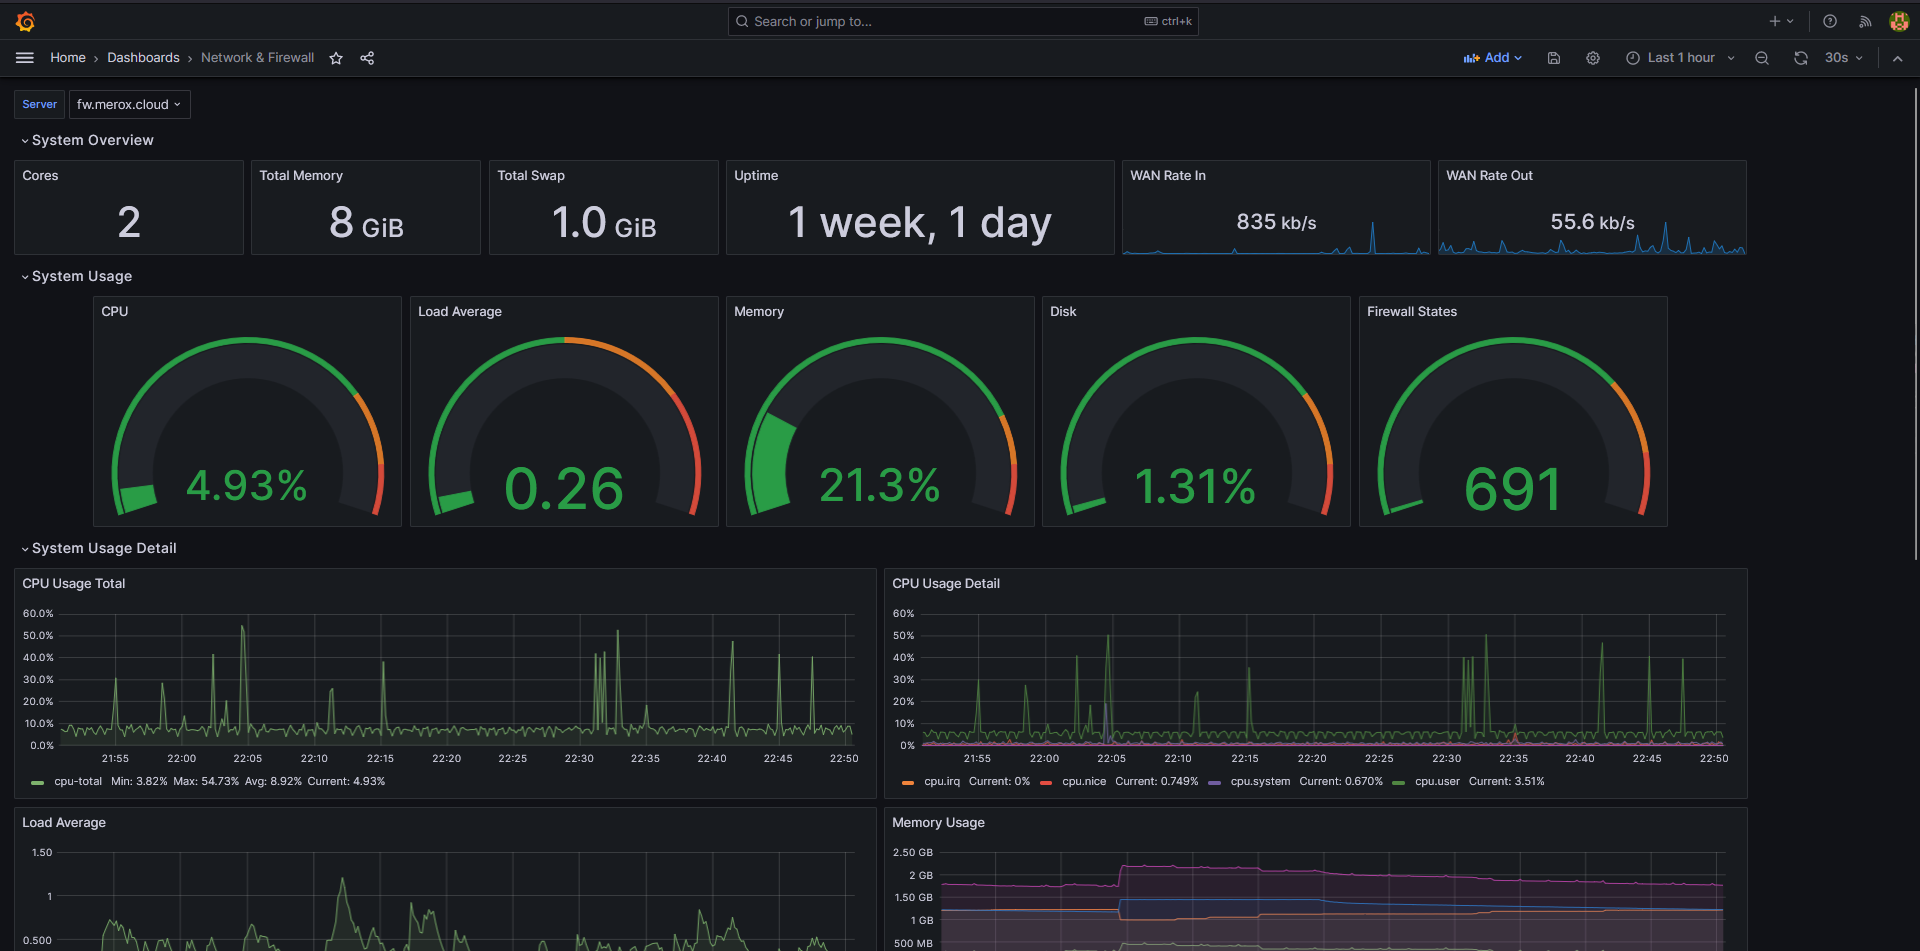 Search or jump to...
ctrl+k
Home › Dashboards › Network & Firewall
Add
Last 1 hour
30s
Server
fw.merox.cloud
System Overview
Cores
2
Total Memory
8 GiB
Total Swap
1.0 GiB
Uptime
1 week, 1 day
WAN Rate In
835 kb/s
WAN Rate Out
55.6 kb/s
System Usage
CPU
4.93%
Load Average
0.26
Memory
21.3%
Disk
1.31%
Firewall States
691
System Usage Detail
CPU Usage Total
60.0%
50.0%
40.0%
30.0%
20.0%
10.0%
0.0%
21:55 22:00 22:05 22:10 22:15 22:20 22:25 22:30 22:35 22:40 22:45 22:50
cpu-total Min: 3.82% Max: 54.73% Avg: 8.92% Current: 4.93%
CPU Usage Detail
60%
50%
40%
30%
20%
10%
0%
21:55 22:00 22:05 22:10 22:15 22:20 22:25 22:30 22:35 22:40 22:45 22:50
cpu.irq Current: 0% cpu.nice Current: 0.749% cpu.system Current: 0.670% cpu.user Current: 3.51%
Load Average
1.50
1
0.500
Memory Usage
2.50 GB
2 GB
1.50 GB
1 GB
500 MB